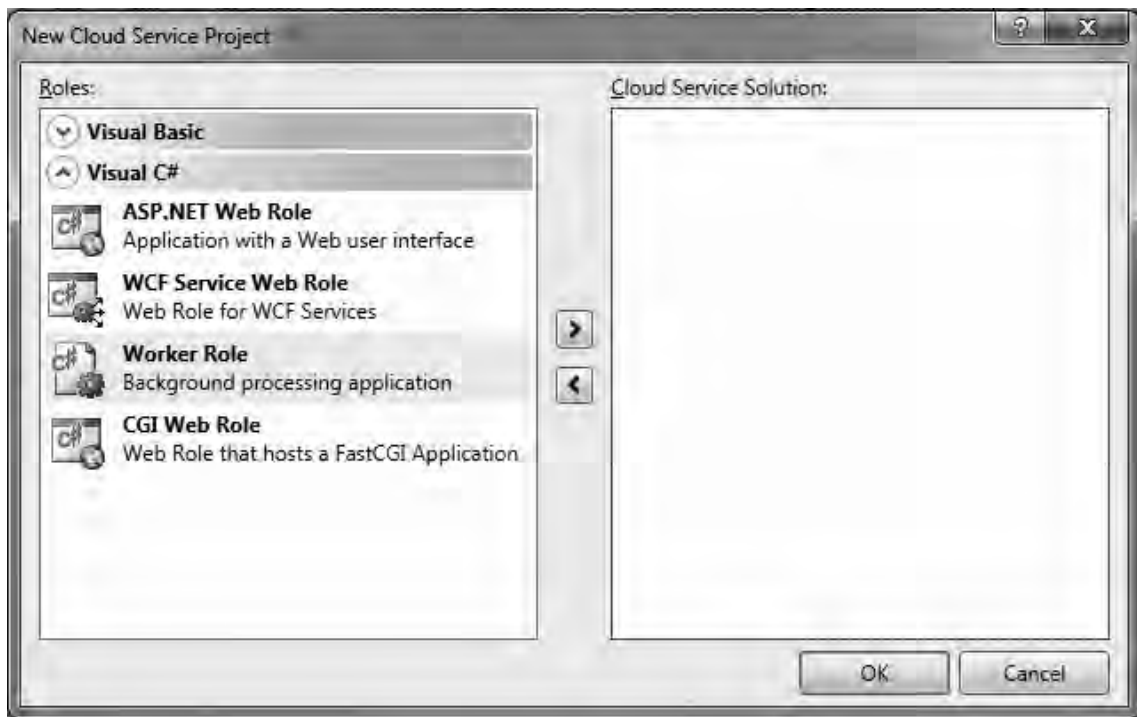 New Cloud Service Project
Roles:
Cloud Service Solution:
Visual Basic
Visual C#
C#
ASP.NET Web Role
Application with a Web user interface
C#
WCF Service Web Role
Web Role for WCF Services
C#
Worker Role
Background processing application
C#
CGI Web Role
Web Role that hosts a FastCGI Application
OK
Cancel